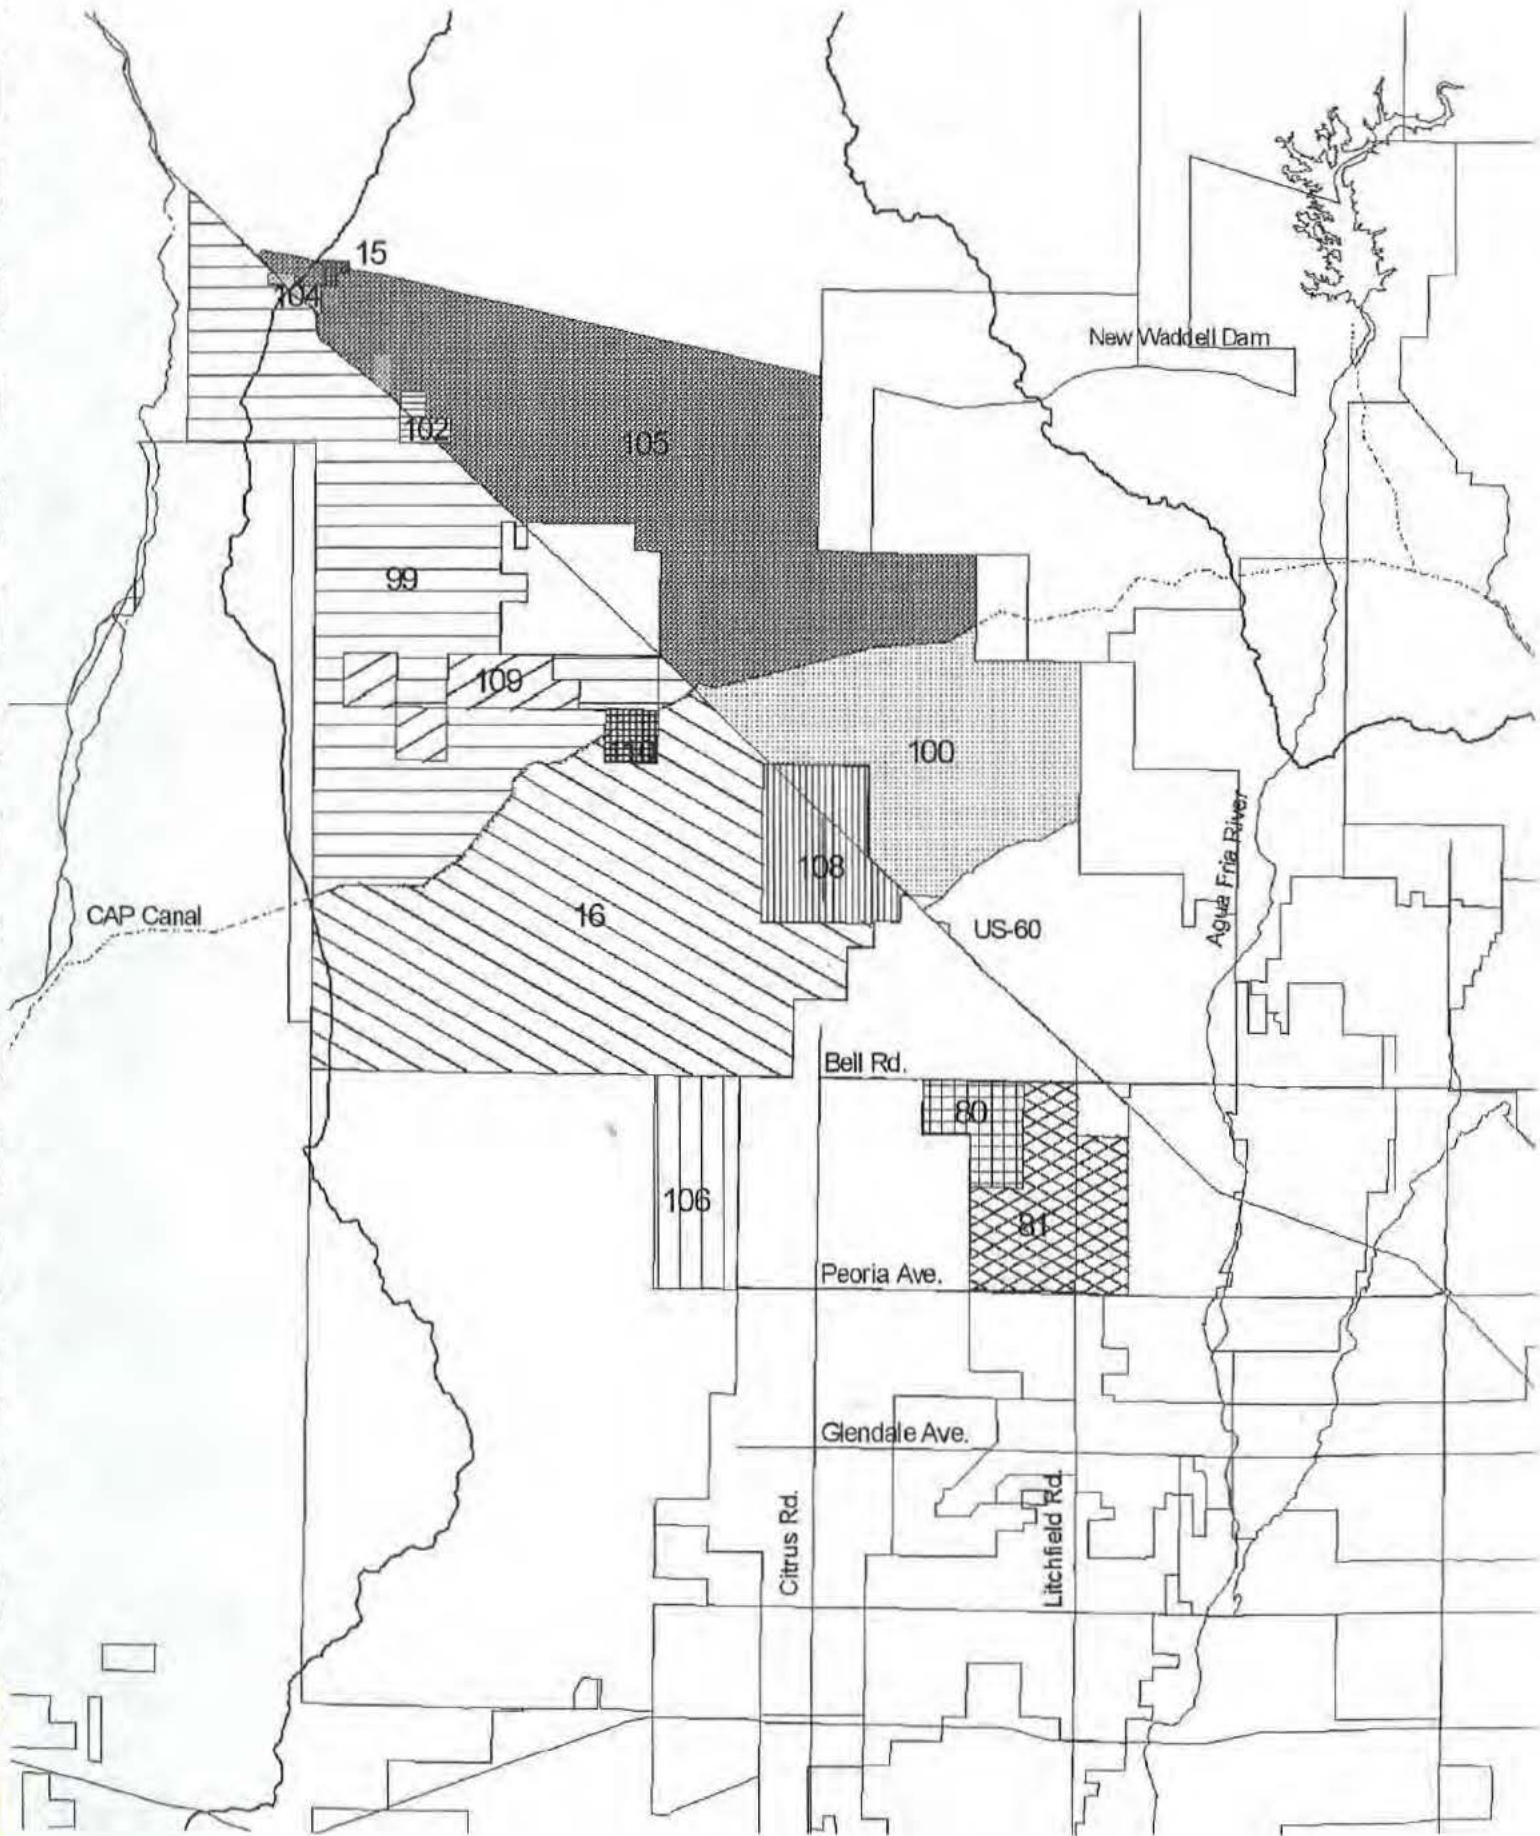 15
104
New Waddell Dam
102
105
99
109
100
108
Agua Fria River
CAP Canal
16
US-60
Bell Rd.
80
106
81
Peoria Ave.
Glendale Ave.
Citrus Rd.
Litchfield Rd.